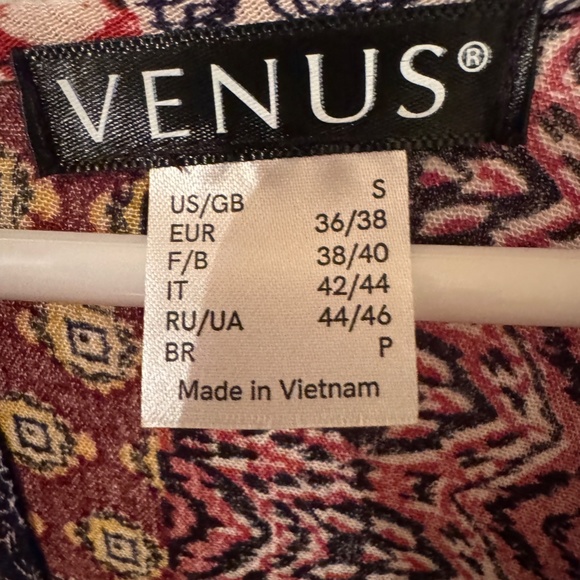 VENUS®
US/GB S
EUR 36/38
F/B 38/40
IT 42/44
RU/UA 44/46
BR P
Made in Vietnam